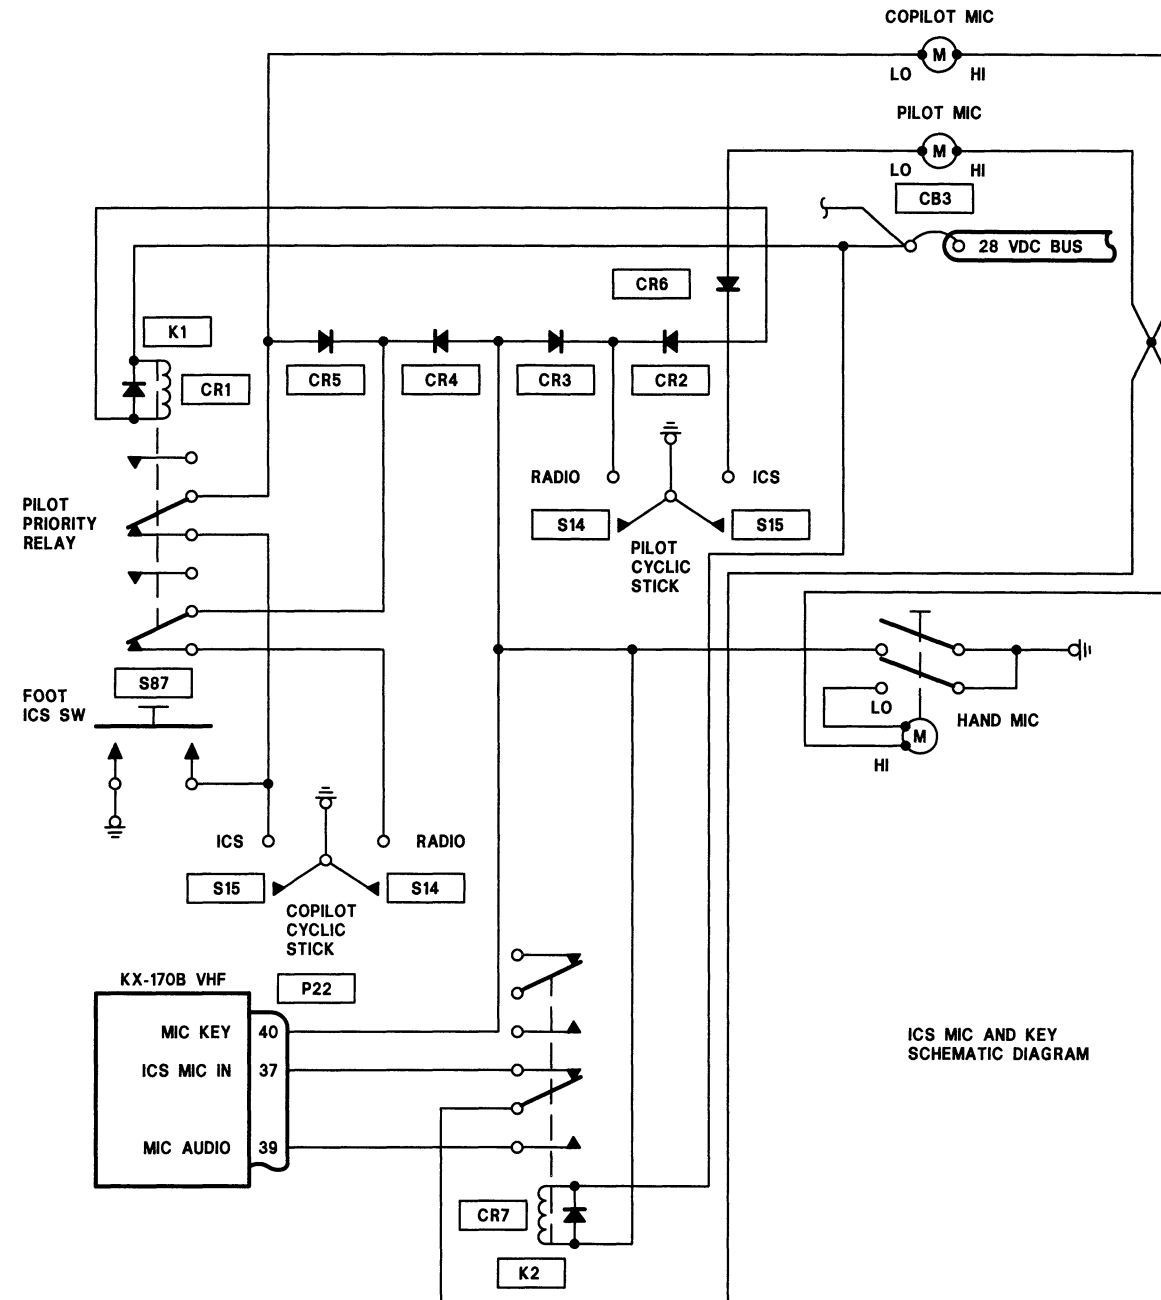 COPILOT MIC
M
LO
HI
PILOT MIC
M
LO
HI
CB3
28 VDC BUS
CR6
K1
CR1
CR5
CR4
CR3
CR2
RADIO
ICS
S14
S15
PILOT
CYCLIC
STICK
PILOT
PRIORITY
RELAY
S87
FOOT
ICS SW
LO
HAND MIC
M
HI
ICS
RADIO
S15
S14
COPILOT
CYCLIC
STICK
KX-170B VHF
P22
MIC KEY 40
ICS MIC IN 37
MIC AUDIO 39
ICS MIC AND KEY
SCHEMATIC DIAGRAM
CR7
K2